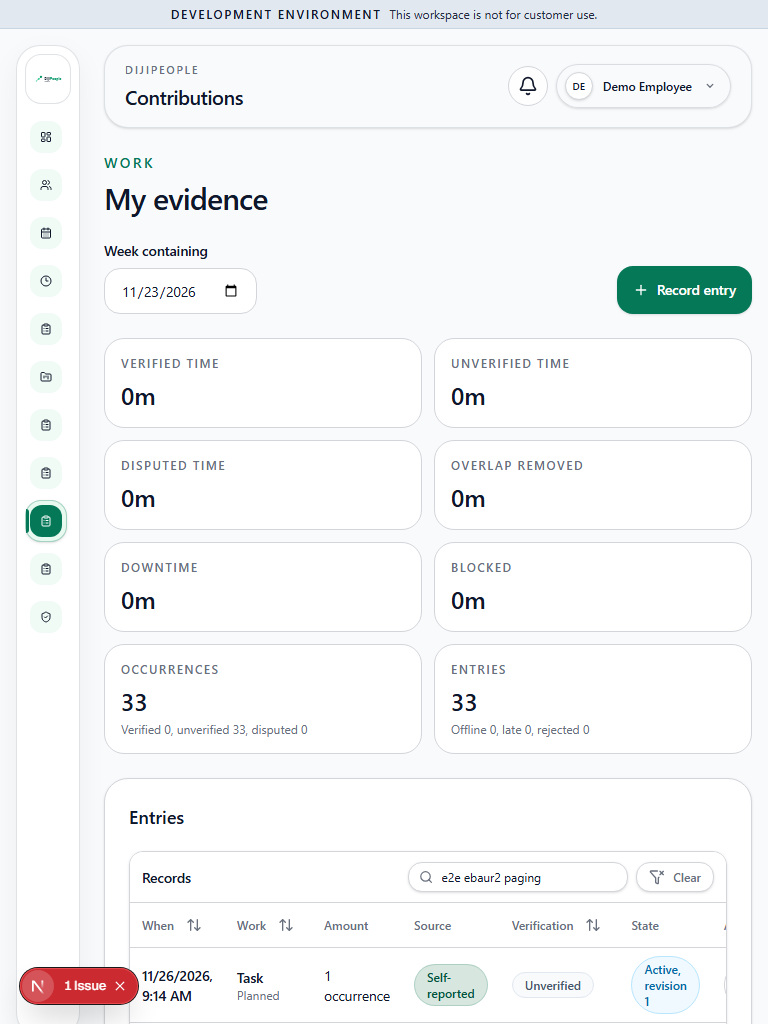 DEVELOPMENT ENVIRONMENT This workspace is not for customer use.
DIJIPEOPLE
Contributions
DE Demo Employee
WORK
My evidence
Week containing
11/23/2026
Record entry
VERIFIED TIME
0m
UNVERIFIED TIME
0m
DISPUTED TIME
0m
OVERLAP REMOVED
0m
DOWNTIME
0m
BLOCKED
0m
OCCURRENCES
33
Verified 0, unverified 33, disputed 0
ENTRIES
33
Offline 0, late 0, rejected 0
Entries
Records
e2e ebaur2 paging
Clear
When Work Amount Source Verification State
11/26/2026,
9:14 AM
Task
Planned
1
occurrence
Self-
reported
Unverified
Active,
revision
1
N 1 Issue